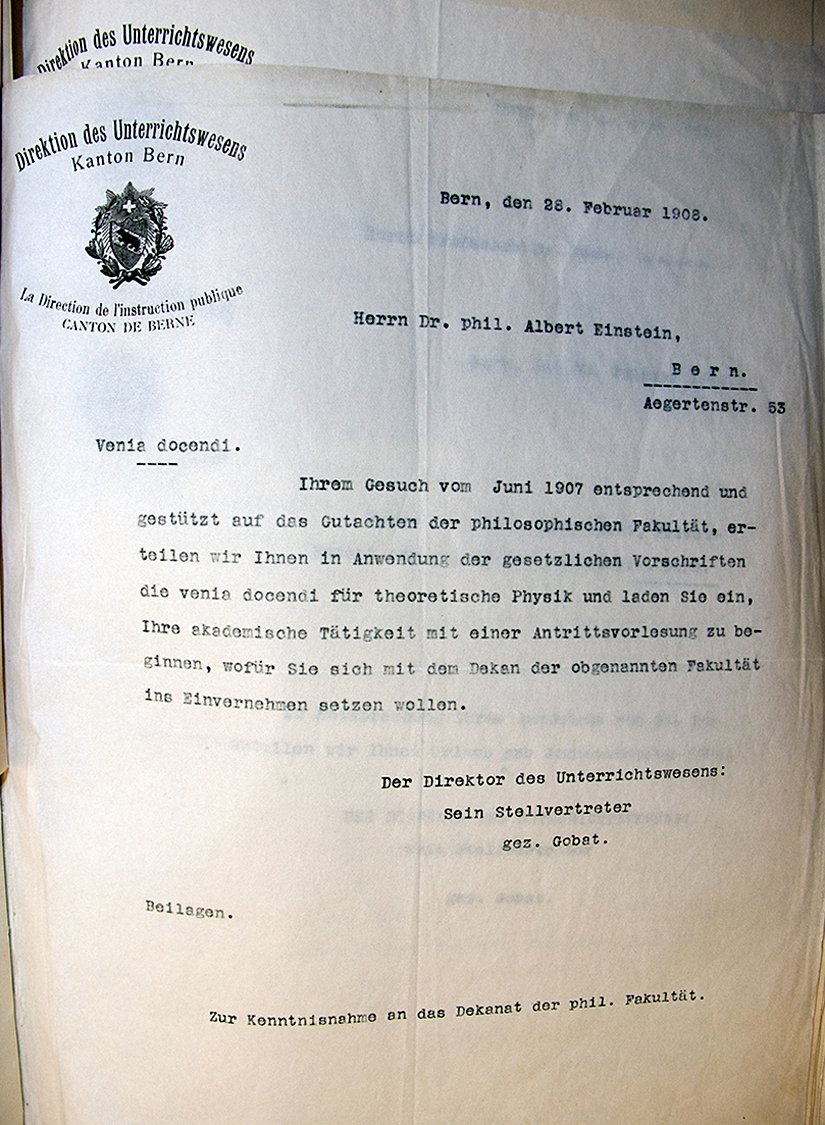 Direktion des Unterrichtswesens
Kanton Bern
Direktion des Unterrichtswesens
Kanton Bern
La Direction de l'instruction publique
CANTON DE BERNE
Bern, den 28. Februar 1908.
Herrn Dr. phil. Albert Einstein,
Bern.
Aegertenstr. 53
Venia docendi.
Ihrem Gesuch vom Juni 1907 entsprechend und
gestützt auf das Gutachten der philosophischen Fakultät, er-
teilen wir Ihnen in Anwendung der gesetzlichen Vorschriften
die venia docendi für theoretische Physik und laden Sie ein,
Ihre akademische Tätigkeit mit einer Antrittsvorlesung zu be-
ginnen, wofür Sie sich mit dem Dekan der obgenannten Fakultät
ins Einvernehmen setzen wollen.
Der Direktor des Unterrichtswesens:
Sein Stellvertreter
gez. Gobat.
Beilagen.
Zur Kenntnisnahme an das Dekanat der phil. Fakultät.